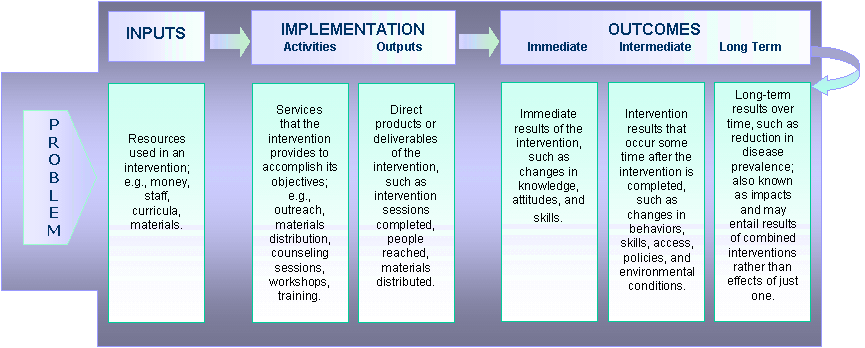 INPUTS
IMPLEMENTATION
Activities Outputs
OUTCOMES
Immediate Intermediate Long Term
PROBLEM
Resources
used in an
intervention;
e.g., money,
staff,
curricula,
materials.
Services
that the
intervention
provides to
accomplish its
objectives;
e.g.,
outreach,
materials
distribution,
counseling
sessions,
workshops,
training.
Direct
products or
deliverables
of the
intervention,
such as
intervention
sessions
completed,
people
reached,
materials
distributed.
Immediate
results of the
intervention,
such as
changes in
knowledge,
attitudes, and
skills.
Intervention
results that
occur some
time after the
intervention is
completed,
such as
changes in
behaviors,
skills, access,
policies, and
environmental
conditions.
Long-term
results over
time, such as
reduction in
disease
prevalence;
also known
as impacts
and may
entail results
of combined
interventions
rather than
effects of just
one.